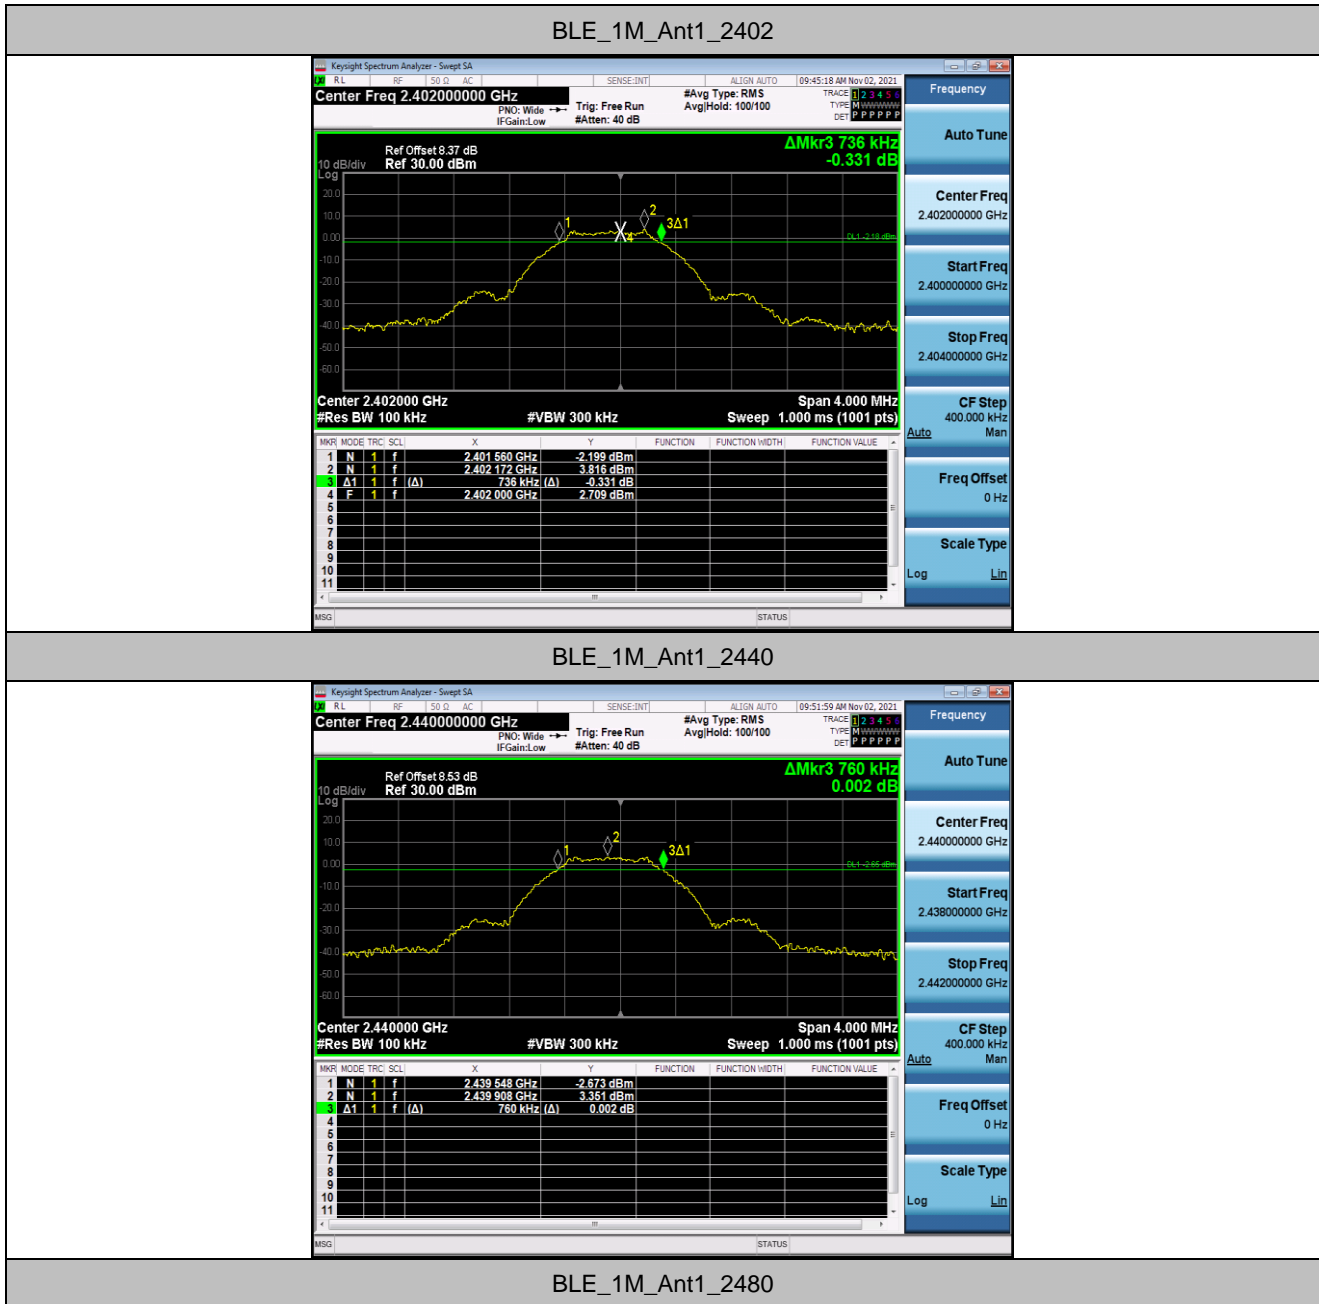 BLE_1M_Ant1_2402
Keysight Spectrum Analyzer - Swept SA
RL RF 50 Ω AC SENSE:INT ALIGN AUTO 09:45:18 AM Nov 02, 2021
Center Freq 2.402000000 GHz
PNO: Wide
IFGain:Low
Trig: Free Run
#Atten: 40 dB
#Avg Type: RMS
Avg|Hold: 100/100
TRACE 1 2 3 4 5 6
TYPE M
DET P P P P P P
Ref Offset 8.37 dB
10 dB/div Ref 30.00 dBm
Log
ΔMkr3 736 kHz
-0.331 dB
20.0
10.0
0.00
-10.0
-20.0
-30.0
-40.0
-50.0
-60.0
1
2
3Δ1
4
DL1 -2.18 dBm
Center 2.402000 GHz Span 4.000 MHz
#Res BW 100 kHz #VBW 300 kHz Sweep 1.000 ms (1001 pts)
MKR MODE TRC SCL X Y FUNCTION FUNCTION WIDTH FUNCTION VALUE
1 N 1 f 2.401 560 GHz -2.199 dBm
2 N 1 f 2.402 172 GHz 3.816 dBm
3 Δ1 1 f (Δ) 736 kHz (Δ) -0.331 dB
4 F 1 f 2.402 000 GHz 2.709 dBm
5
6
7
8
9
10
11
MSG STATUS
Frequency
Auto Tune
Center Freq
2.402000000 GHz
Start Freq
2.400000000 GHz
Stop Freq
2.404000000 GHz
CF Step
400.000 kHz
Auto Man
Freq Offset
0 Hz
Scale Type
Log Lin
BLE_1M_Ant1_2440
Keysight Spectrum Analyzer - Swept SA
RL RF 50 Ω AC SENSE:INT ALIGN AUTO 09:51:59 AM Nov 02, 2021
Center Freq 2.440000000 GHz
PNO: Wide
IFGain:Low
Trig: Free Run
#Atten: 40 dB
#Avg Type: RMS
Avg|Hold: 100/100
TRACE 1 2 3 4 5 6
TYPE M
DET P P P P P P
Ref Offset 8.53 dB
10 dB/div Ref 30.00 dBm
Log
ΔMkr3 760 kHz
0.002 dB
20.0
10.0
0.00
-10.0
-20.0
-30.0
-40.0
-50.0
-60.0
1
2
3Δ1
DL1 -2.65 dBm
Center 2.440000 GHz Span 4.000 MHz
#Res BW 100 kHz #VBW 300 kHz Sweep 1.000 ms (1001 pts)
MKR MODE TRC SCL X Y FUNCTION FUNCTION WIDTH FUNCTION VALUE
1 N 1 f 2.439 548 GHz -2.673 dBm
2 N 1 f 2.439 908 GHz 3.351 dBm
3 Δ1 1 f (Δ) 760 kHz (Δ) 0.002 dB
4
5
6
7
8
9
10
11
MSG STATUS
Frequency
Auto Tune
Center Freq
2.440000000 GHz
Start Freq
2.438000000 GHz
Stop Freq
2.442000000 GHz
CF Step
400.000 kHz
Auto Man
Freq Offset
0 Hz
Scale Type
Log Lin
BLE_1M_Ant1_2480